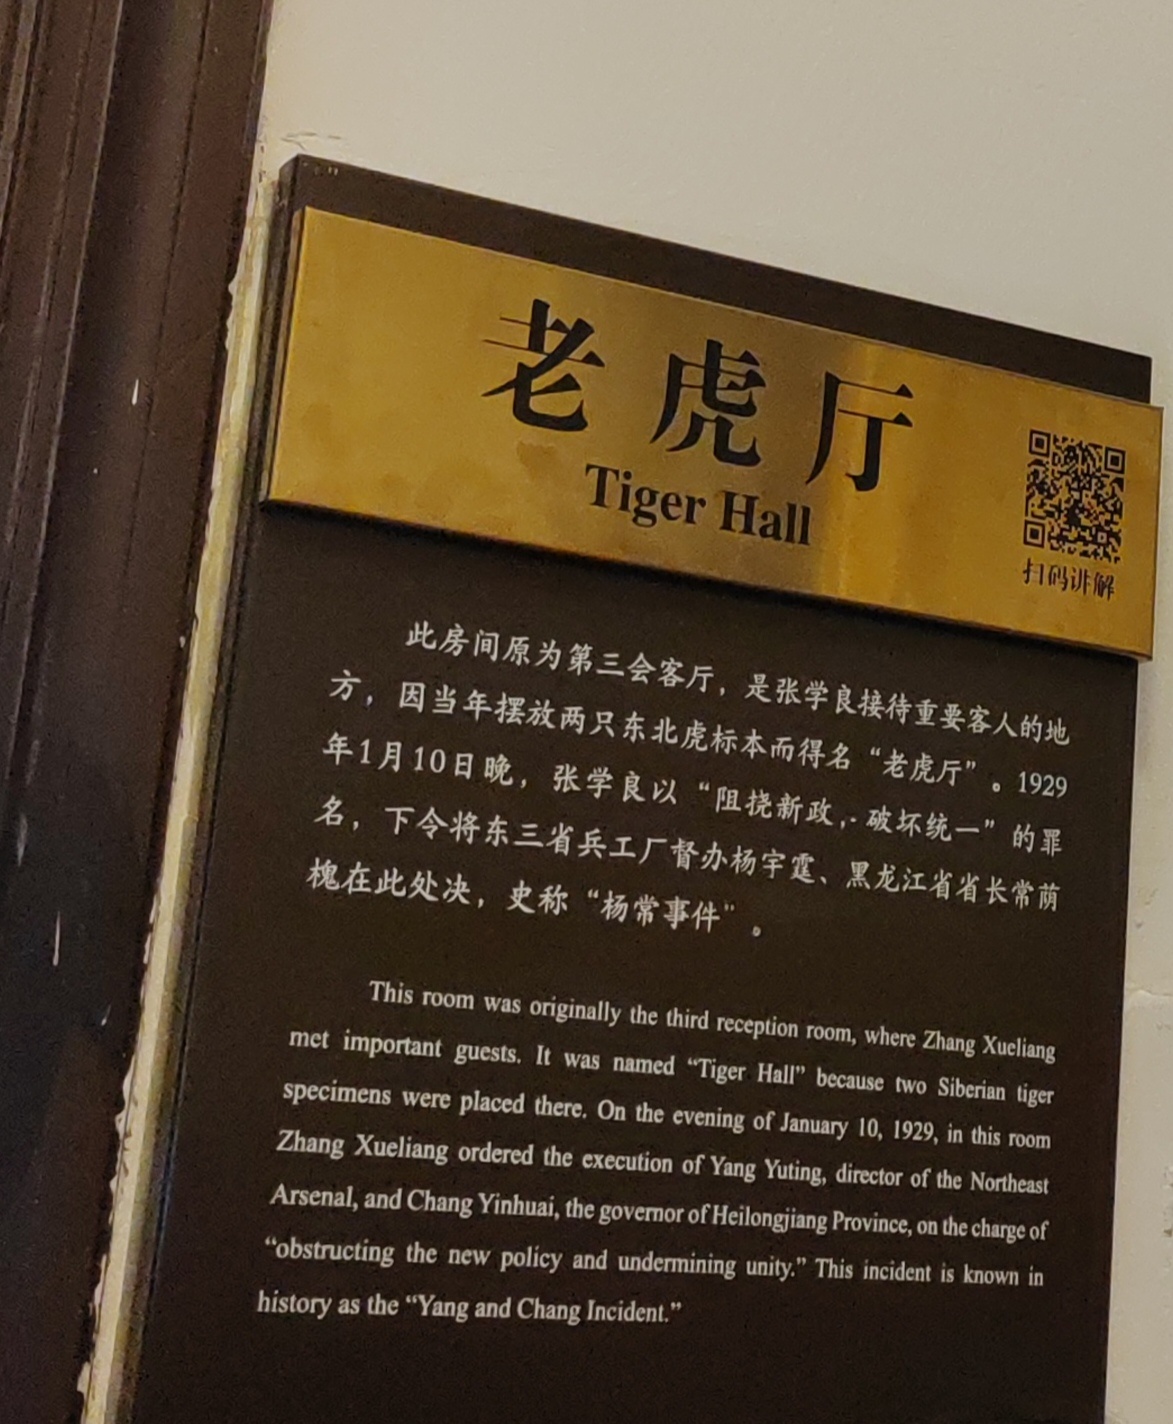 老虎厅
Tiger Hall
扫码讲解
此房间原为第三会客厅，是张学良接待重要客人的地
方，因当年摆放两只东北虎标本而得名“老虎厅”。1929
年1月10日晚，张学良以“阻挠新政，破坏统一”的罪
名，下令将东三省兵工厂督办杨宇霆、黑龙江省省长常荫
槐在此处决，史称“杨常事件”。
This room was originally the third reception room, where Zhang Xueliang
met important guests. It was named “Tiger Hall” because two Siberian tiger
specimens were placed there. On the evening of January 10, 1929, in this room
Zhang Xueliang ordered the execution of Yang Yuting, director of the Northeast
Arsenal, and Chang Yinhuai, the governor of Heilongjiang Province, on the charge of
“obstructing the new policy and undermining unity.” This incident is known in
history as the “Yang and Chang Incident.”